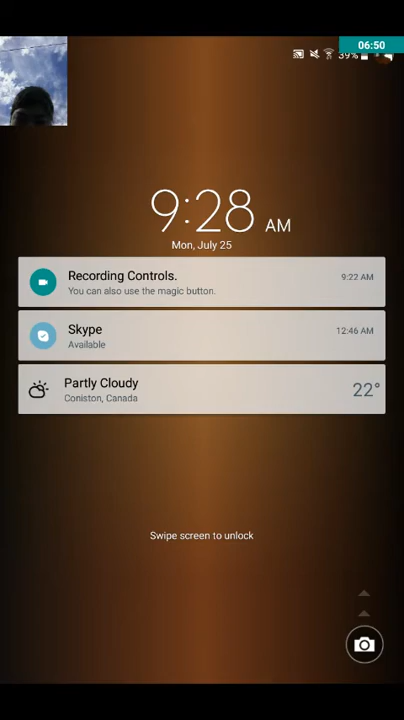 06:50
39%
9:28 AM
Mon, July 25
Recording Controls.
9:22 AM
You can also use the magic button.
Skype
12:46 AM
Available
Partly Cloudy
22°
Coniston, Canada
Swipe screen to unlock